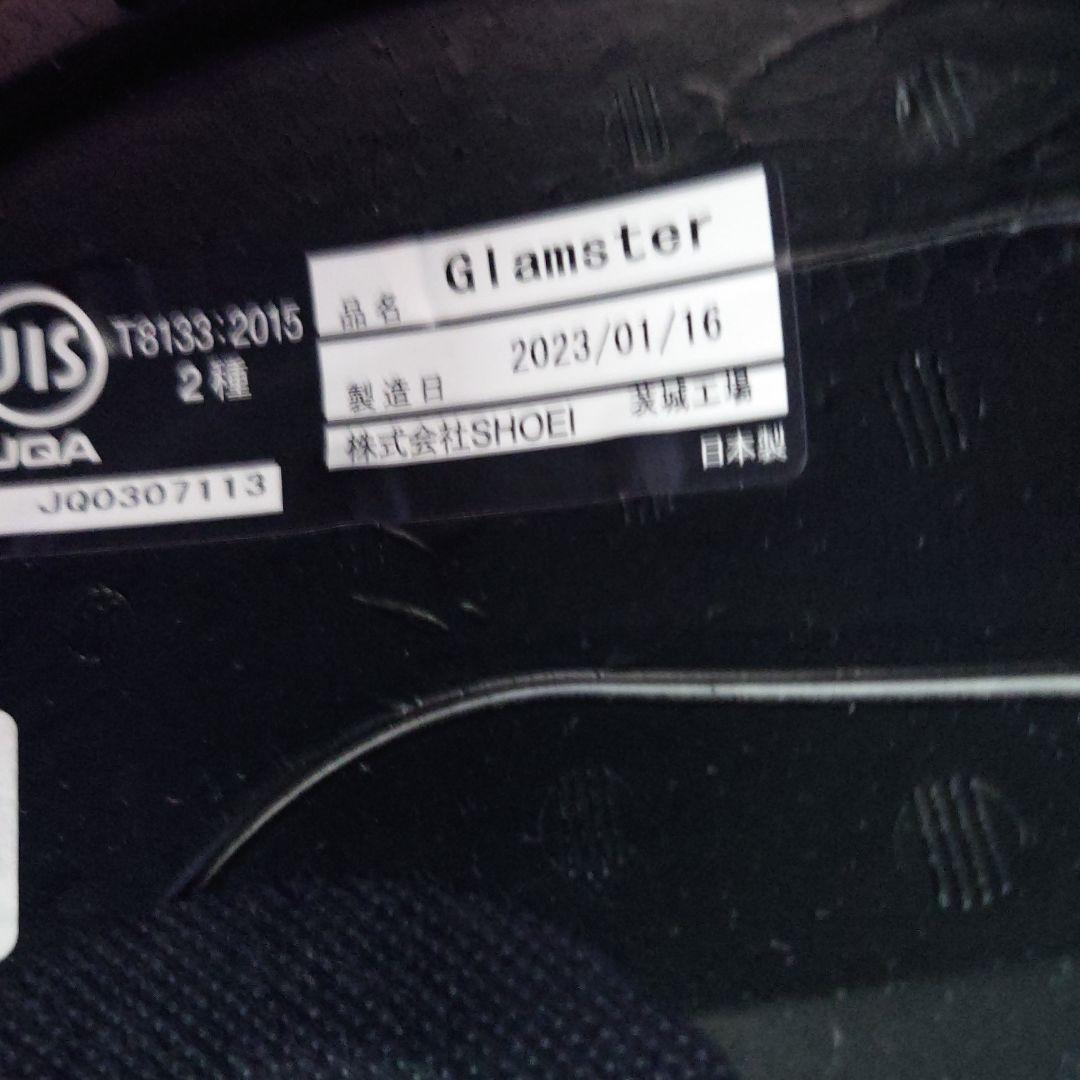 Glamster
品名
2023/01/16
製造日
株式会社SHOEI 茨城工場
日本製
JIS
T8133:2015
2種
JQA
JQ0307113